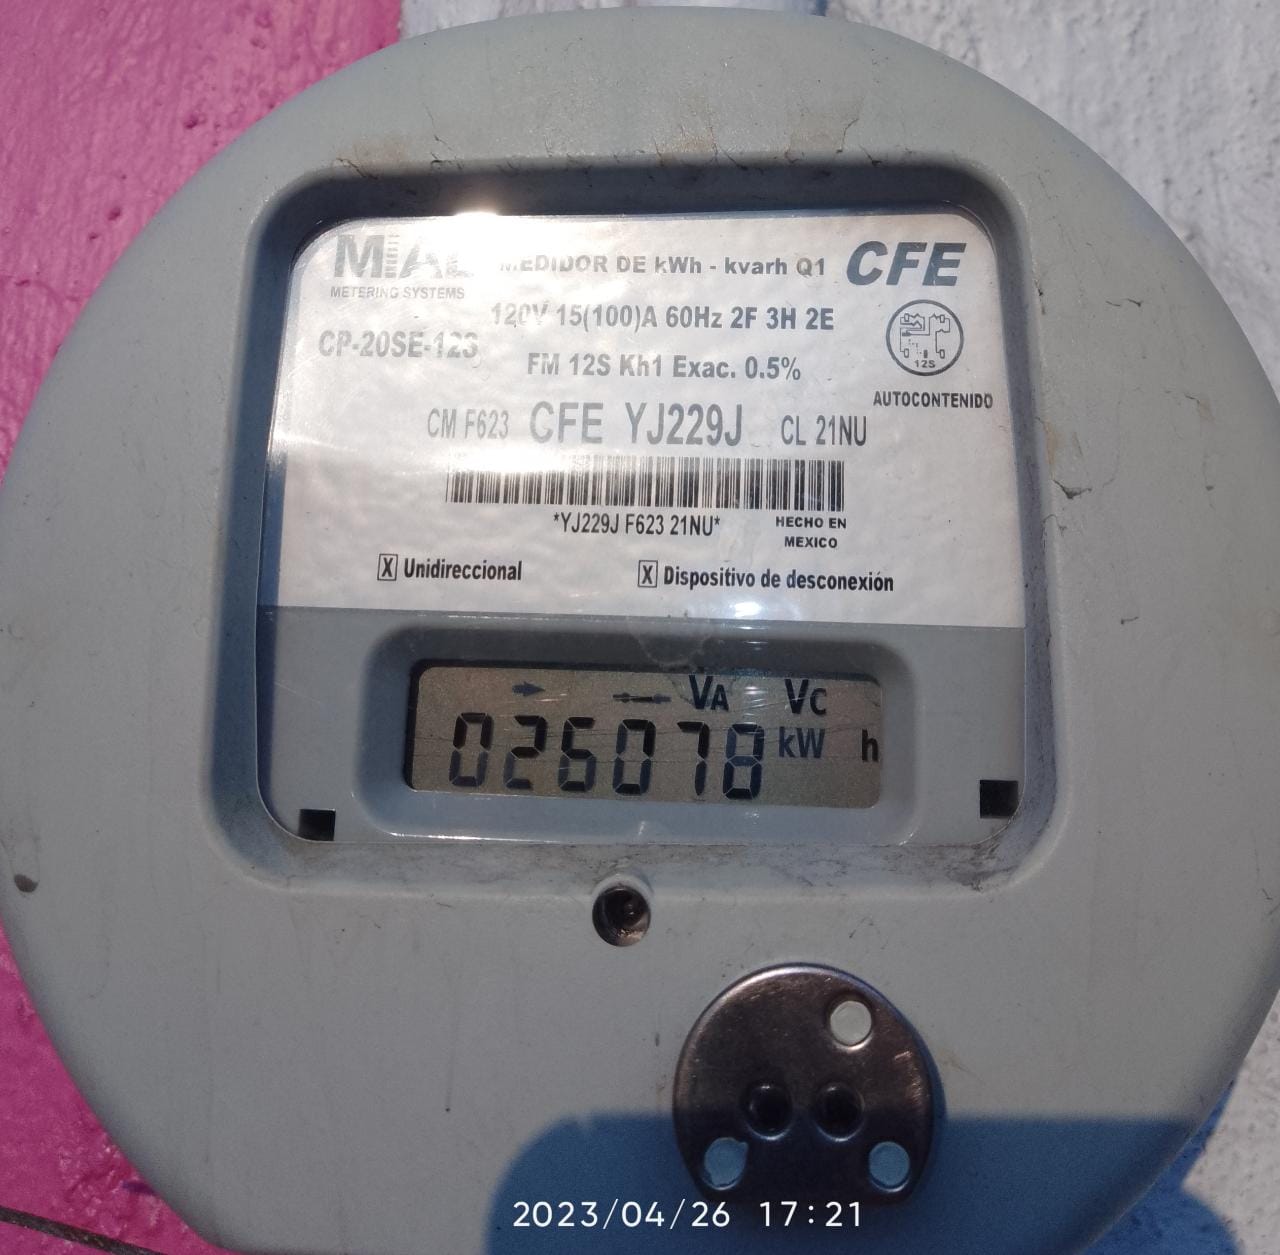 METERING SYSTEMS
MEDIDOR DE kWh - kvarh Q1
CFE
120V 15(100)A 60Hz 2F 3H 2E
CP-20SE-12S
FM 12S Kh1 Exac. 0.5%
12S
AUTOCONTENIDO
CM F623 CFE YJ229J CL 21NU
*YJ229J F623 21NU*
HECHO EN
MEXICO
X Unidireccional
X Dispositivo de desconexión
VA VC
026078 kW h
2023/04/26 17:21